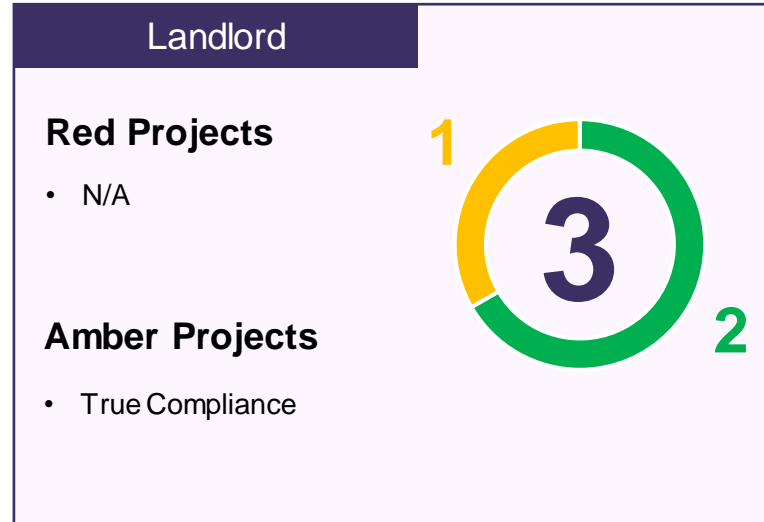 Landlord
Red Projects
• N/A
Amber Projects
• True Compliance
1
3
2